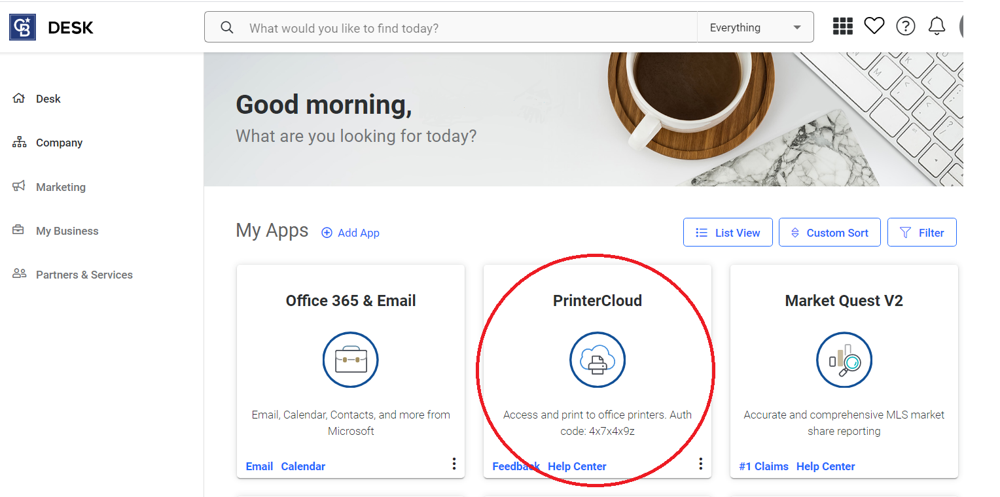 CB DESK
What would you like to find today? Everything
Desk
Company
Marketing
My Business
Partners & Services
Good morning,
What are you looking for today?
My Apps Add App List View Custom Sort Filter
Office 365 & Email
Email, Calendar, Contacts, and more from
Microsoft
Email Calendar
PrinterCloud
Access and print to office printers. Auth
code: 4x7x4x9z
Feedback Help Center
Market Quest V2
Accurate and comprehensive MLS market
share reporting
#1 Claims Help Center